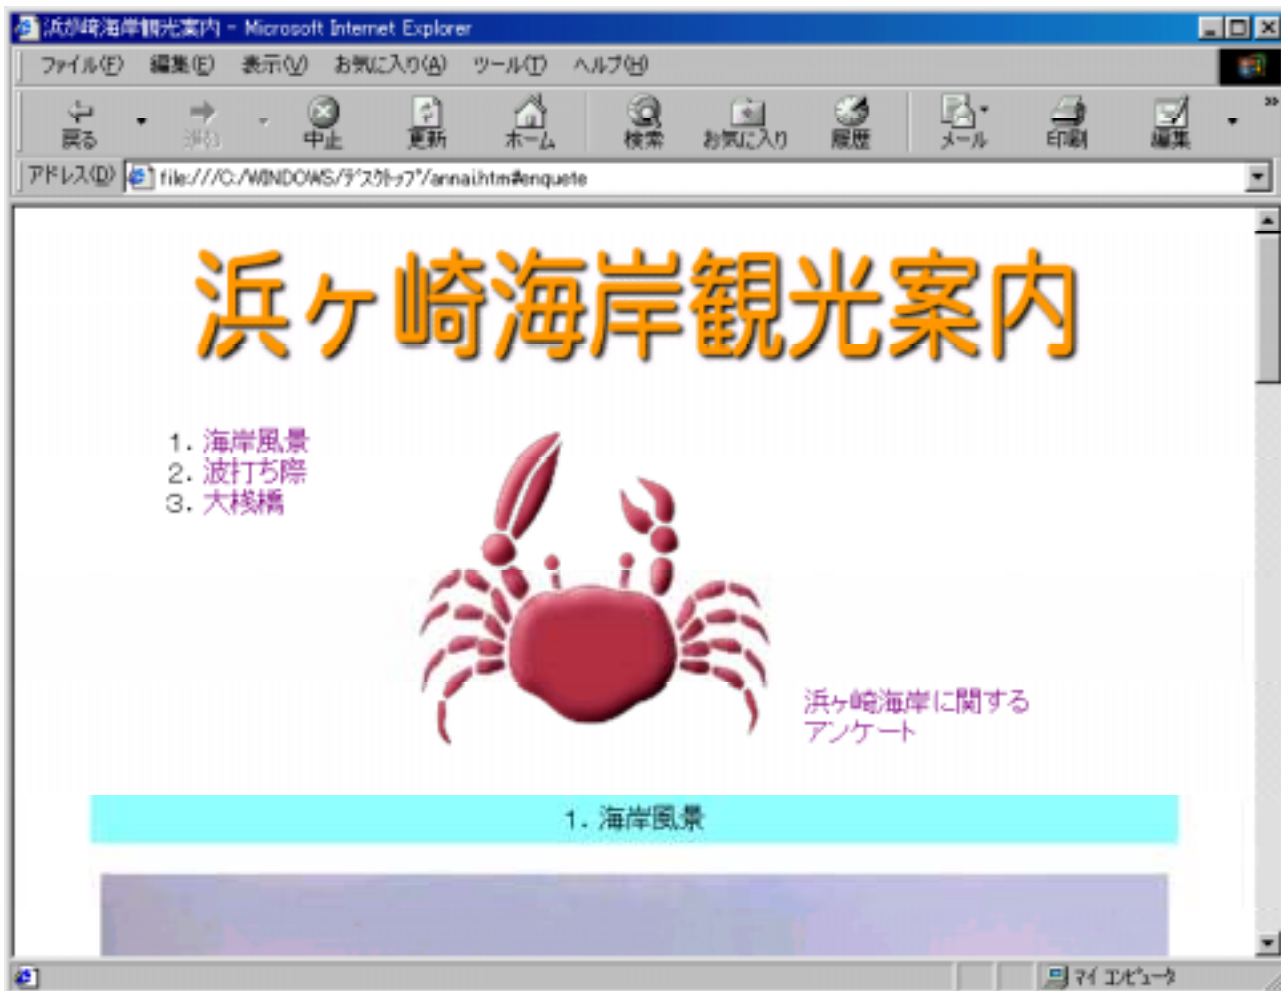 浜が崎海岸観光案内 - Microsoft Internet Explorer
ファイル(F) 編集(E) 表示(V) お気に入り(A) ツール(T) ヘルプ(H)
戻る 進む 中止 更新 ホーム 検索 お気に入り 履歴 メール 印刷 編集
アドレス(D) file:///C:/WINDOWS/デスクトップ/annai.htm#enquete
浜ヶ崎海岸観光案内
1. 海岸風景
2. 波打ち際
3. 大桟橋
浜ヶ崎海岸に関する
アンケート
1. 海岸風景
マイ コンピュータ